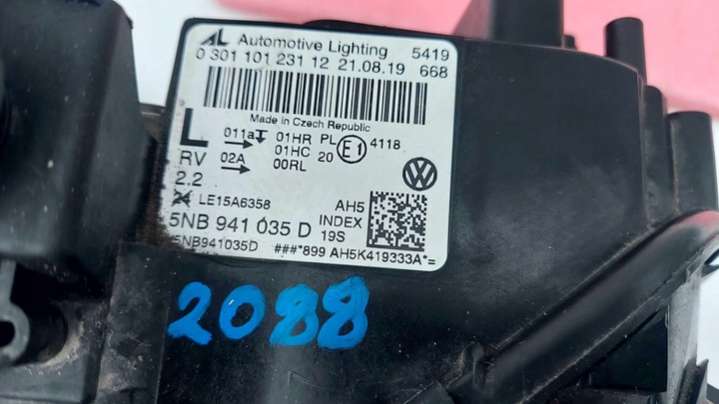 AL Automotive Lighting 5419
0 301 101 231 12 21.08.19 668
Made in Czech Republic
L 011a 01HR PL E1 4118
RV 02A 01HC 20
00RL
2.2
LE15A6358 AH5
5NB 941 035 D INDEX
19S
5NB941035D ###*899 AH5K419333A*=
2088